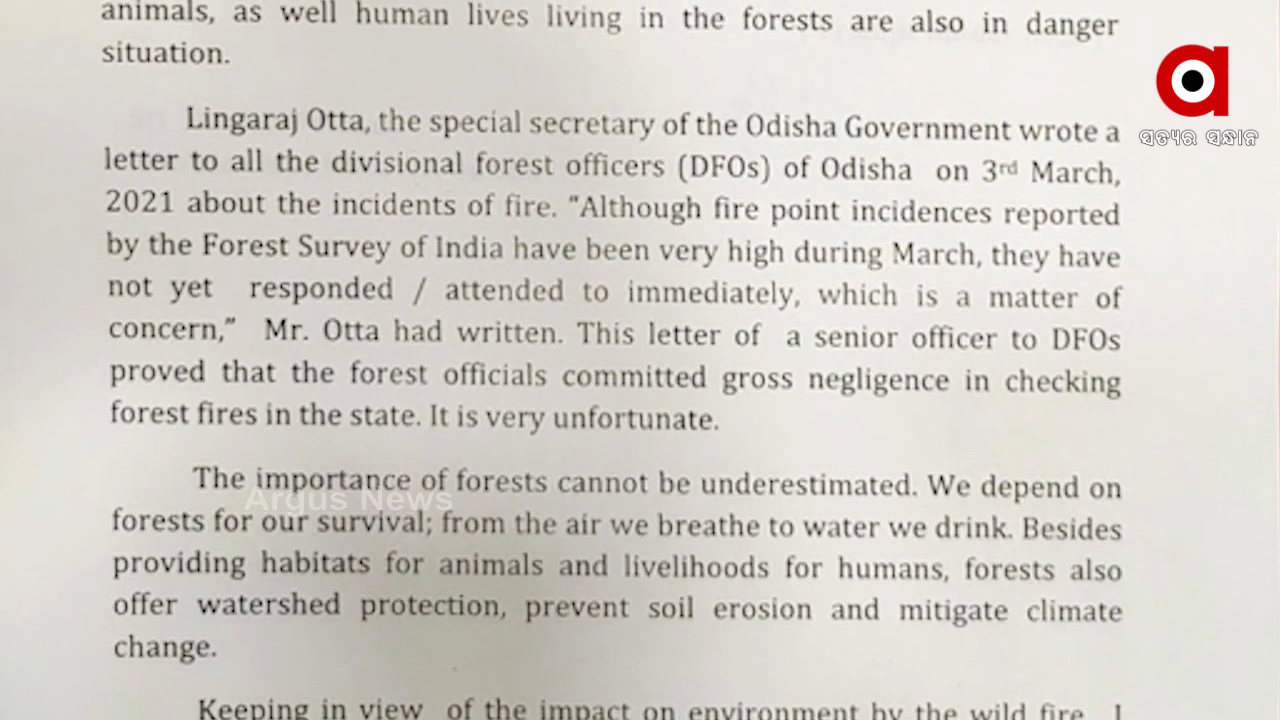 animals, as well human lives living in the forests are also in danger
situation.
Lingaraj Otta, the special secretary of the Odisha Government wrote a
letter to all the divisional forest officers (DFOs) of Odisha on 3rd March,
2021 about the incidents of fire. "Although fire point incidences reported
by the Forest Survey of India have been very high during March, they have
not yet responded / attended to immediately, which is a matter of
concern," Mr. Otta had written. This letter of a senior officer to DFOs
proved that the forest officials committed gross negligence in checking
forest fires in the state. It is very unfortunate.
The importance of forests cannot be underestimated. We depend on
forests for our survival; from the air we breathe to water we drink. Besides
providing habitats for animals and livelihoods for humans, forests also
offer watershed protection, prevent soil erosion and mitigate climate
change.
Keeping in view of the impact on environment by the wild fire, I
a
ସତ୍ୟର ସନ୍ଧାନ
Argus News